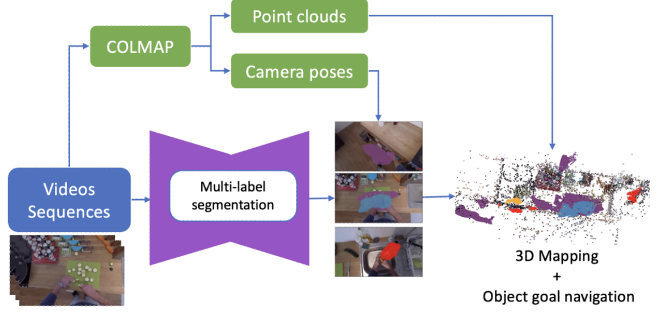 Point clouds
COLMAP
Camera poses
Videos
Sequences
Multi-label
segmentation
3D Mapping
+
Object goal navigation